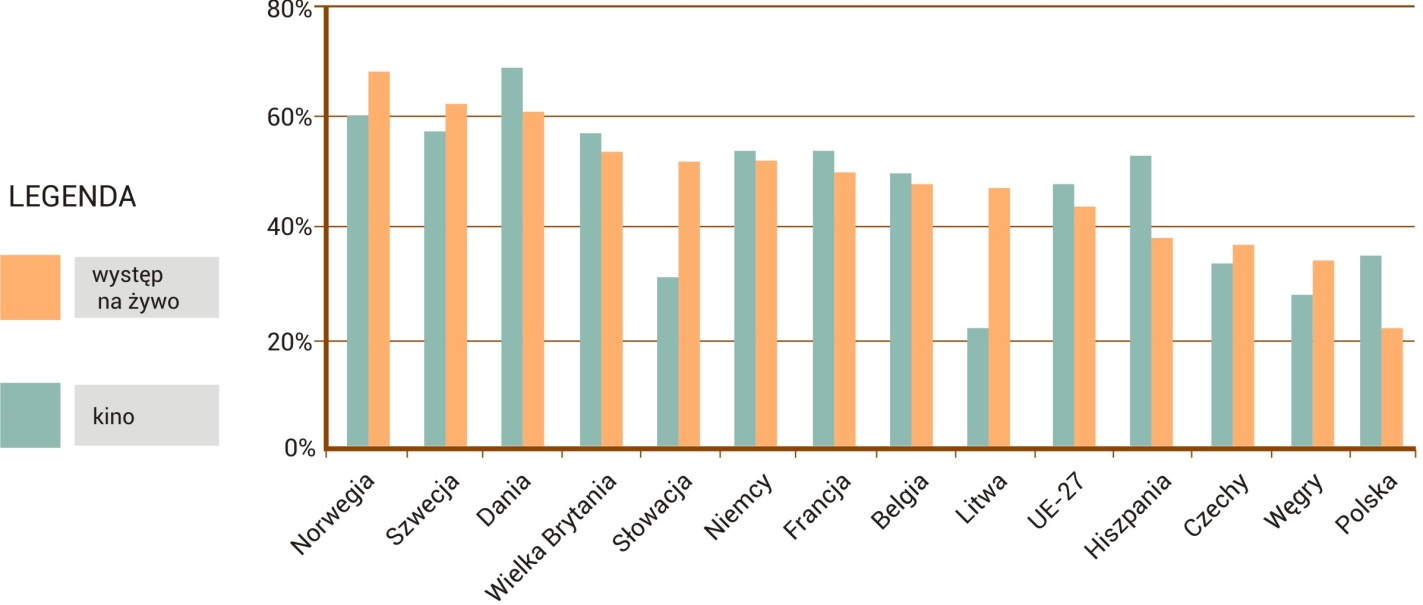 LEGENDA
występ
na żywo
kino
80%
60%
40%
20%
0%
Norwegia
Szwecja
Dania
Wielka Brytania
Słowacja
Niemcy
Francja
Belgia
Litwa
UE-27
Hiszpania
Czechy
Węgry
Polska